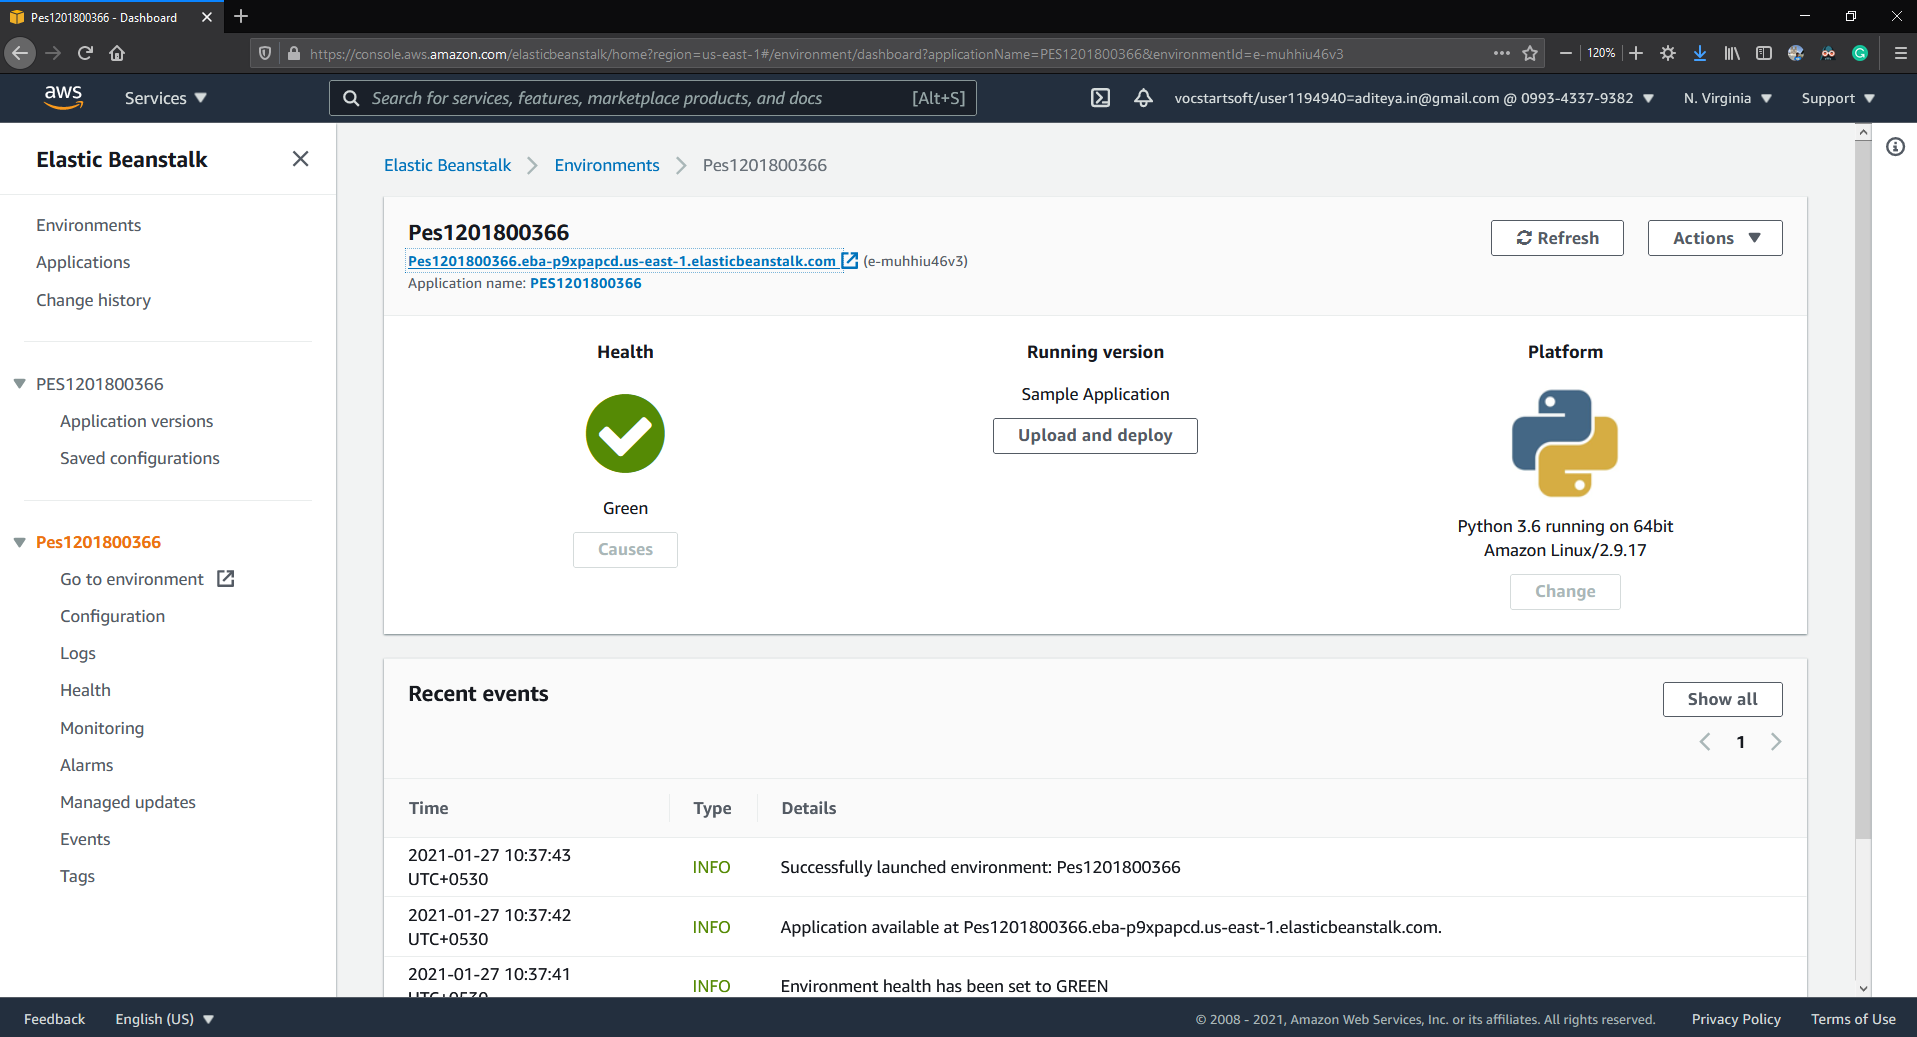 Pes1201800366 - Dashboard
https://console.aws.amazon.com/elasticbeanstalk/home?region=us-east-1#/environment/dashboard?applicationName=PES1201800366&environmentId=e-muhhiu46v3
120%
aws
Services
Search for services, features, marketplace products, and docs
[Alt+S]
vocstartsoft/user1194940=aditeya.in@gmail.com @ 0993-4337-9382
N. Virginia
Support
Elastic Beanstalk
Environments
Applications
Change history
PES1201800366
Application versions
Saved configurations
Pes1201800366
Go to environment
Configuration
Logs
Health
Monitoring
Alarms
Managed updates
Events
Tags
Elastic Beanstalk
Environments
Pes1201800366
Pes1201800366
Pes1201800366.eba-p9xpapcd.us-east-1.elasticbeanstalk.com (e-muhhiu46v3)
Application name: PES1201800366
Refresh
Actions
Health
Green
Causes
Running version
Sample Application
Upload and deploy
Platform
Python 3.6 running on 64bit
Amazon Linux/2.9.17
Change
Recent events
Show all
1
Time
Type
Details
2021-01-27 10:37:43
UTC+0530
INFO
Successfully launched environment: Pes1201800366
2021-01-27 10:37:42
UTC+0530
INFO
Application available at Pes1201800366.eba-p9xpapcd.us-east-1.elasticbeanstalk.com.
2021-01-27 10:37:41
UTC+0530
INFO
Environment health has been set to GREEN
Feedback
English (US)
© 2008 - 2021, Amazon Web Services, Inc. or its affiliates. All rights reserved.
Privacy Policy
Terms of Use